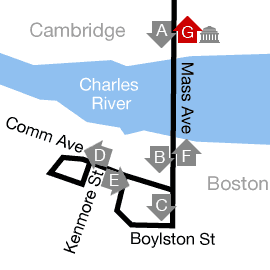 Cambridge
A
G
Charles
River
Mass Ave
Comm Ave
D
B
F
E
Kenmore St
C
Boston
Boylston St